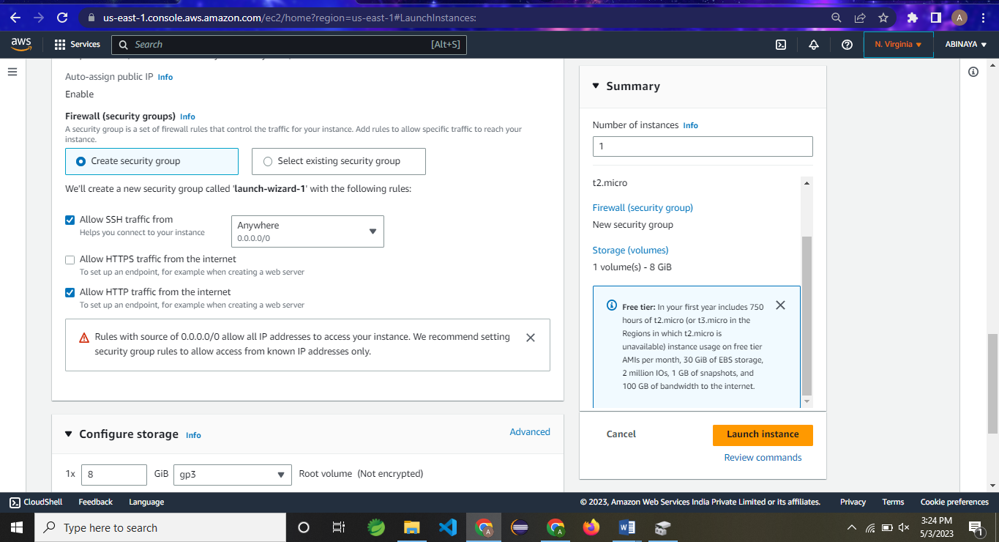 us-east-1.console.aws.amazon.com/ec2/home?region=us-east-1#LaunchInstances:
A
aws
Services
Search
[Alt+S]
N. Virginia
ABINAYA
Auto-assign public IP Info
Enable
Firewall (security groups) Info
A security group is a set of firewall rules that control the traffic for your instance. Add rules to allow specific traffic to reach your
instance.
Create security group
Select existing security group
We'll create a new security group called 'launch-wizard-1' with the following rules:
Allow SSH traffic from
Helps you connect to your instance
Anywhere
0.0.0.0/0
Allow HTTPS traffic from the internet
To set up an endpoint, for example when creating a web server
Allow HTTP traffic from the internet
To set up an endpoint, for example when creating a web server
Rules with source of 0.0.0.0/0 allow all IP addresses to access your instance. We recommend setting
security group rules to allow access from known IP addresses only.
Configure storage Info
Advanced
1x 8 GiB gp3 Root volume (Not encrypted)
Summary
Number of instances Info
1
t2.micro
Firewall (security group)
New security group
Storage (volumes)
1 volume(s) - 8 GiB
Free tier: In your first year includes 750
hours of t2.micro (or t3.micro in the
Regions in which t2.micro is
unavailable) instance usage on free tier
AMIs per month, 30 GiB of EBS storage,
2 million IOs, 1 GB of snapshots, and
100 GB of bandwidth to the internet.
Cancel
Launch instance
Review commands
CloudShell Feedback Language
© 2023, Amazon Web Services India Private Limited or its affiliates. Privacy Terms Cookie preferences
Type here to search
3:24 PM
5/3/2023
1